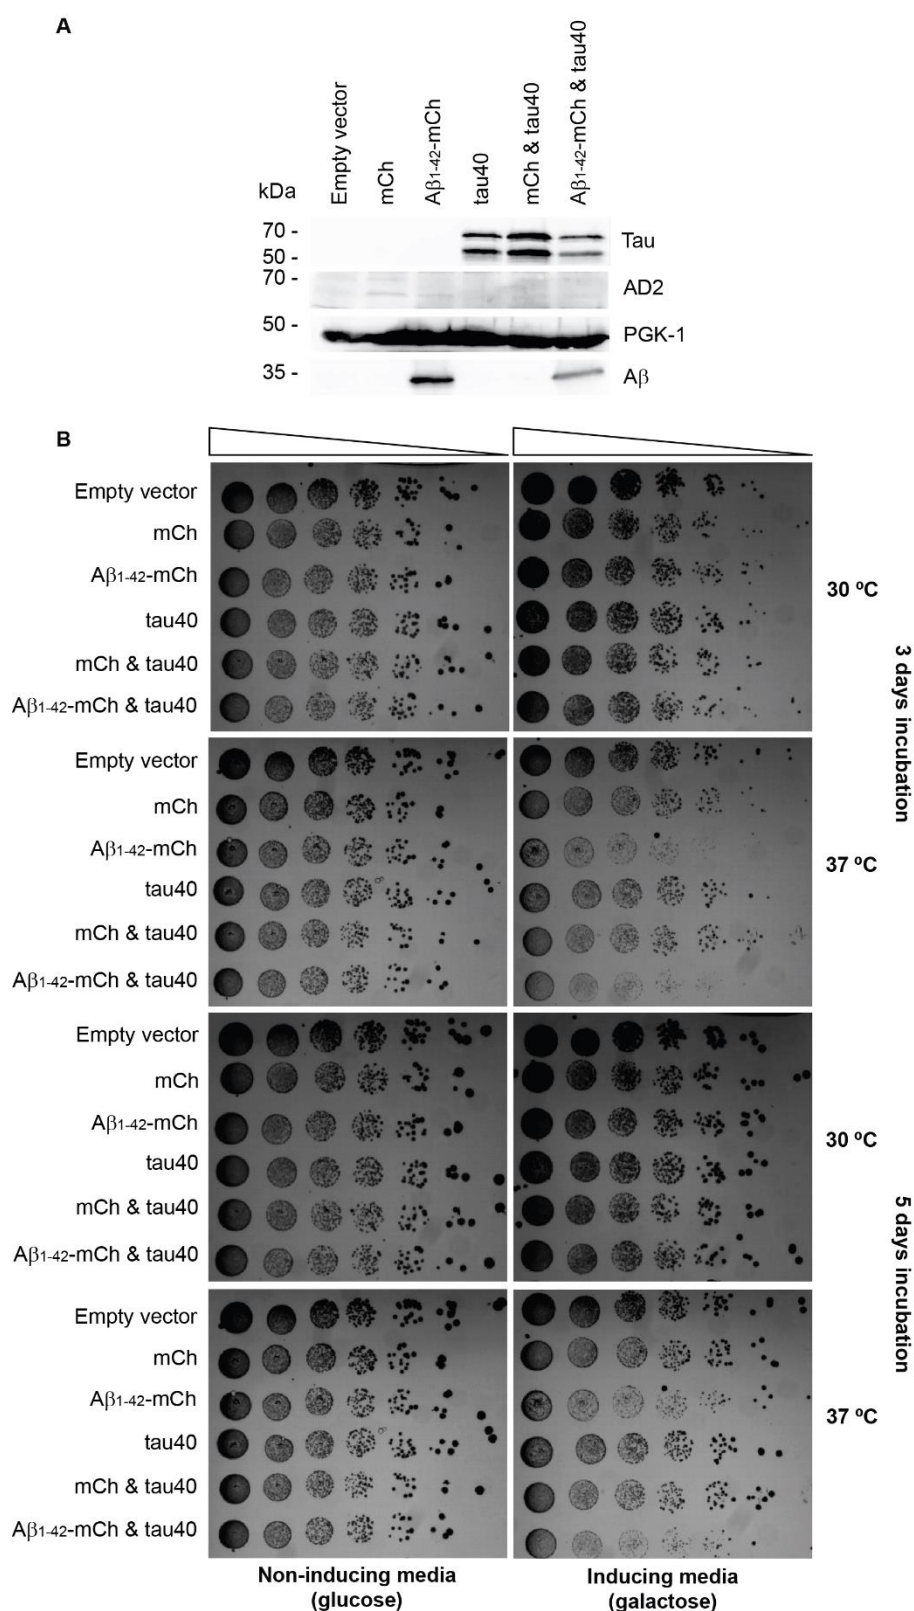 A
Empty vector
mCh
Aβ1-42-mCh
tau40
mCh & tau40
Aβ1-42-mCh & tau40
kDa
70 -
50 -
Tau
70 -
AD2
50 -
PGK-1
35 -
Aβ
B
Empty vector
mCh
Aβ1-42-mCh
tau40
mCh & tau40
Aβ1-42-mCh & tau40
30 ºC
Empty vector
mCh
Aβ1-42-mCh
tau40
mCh & tau40
Aβ1-42-mCh & tau40
37 ºC
3 days incubation
Empty vector
mCh
Aβ1-42-mCh
tau40
mCh & tau40
Aβ1-42-mCh & tau40
30 ºC
Empty vector
mCh
Aβ1-42-mCh
tau40
mCh & tau40
Aβ1-42-mCh & tau40
37 ºC
5 days incubation
Non-inducing media
(glucose)
Inducing media
(galactose)